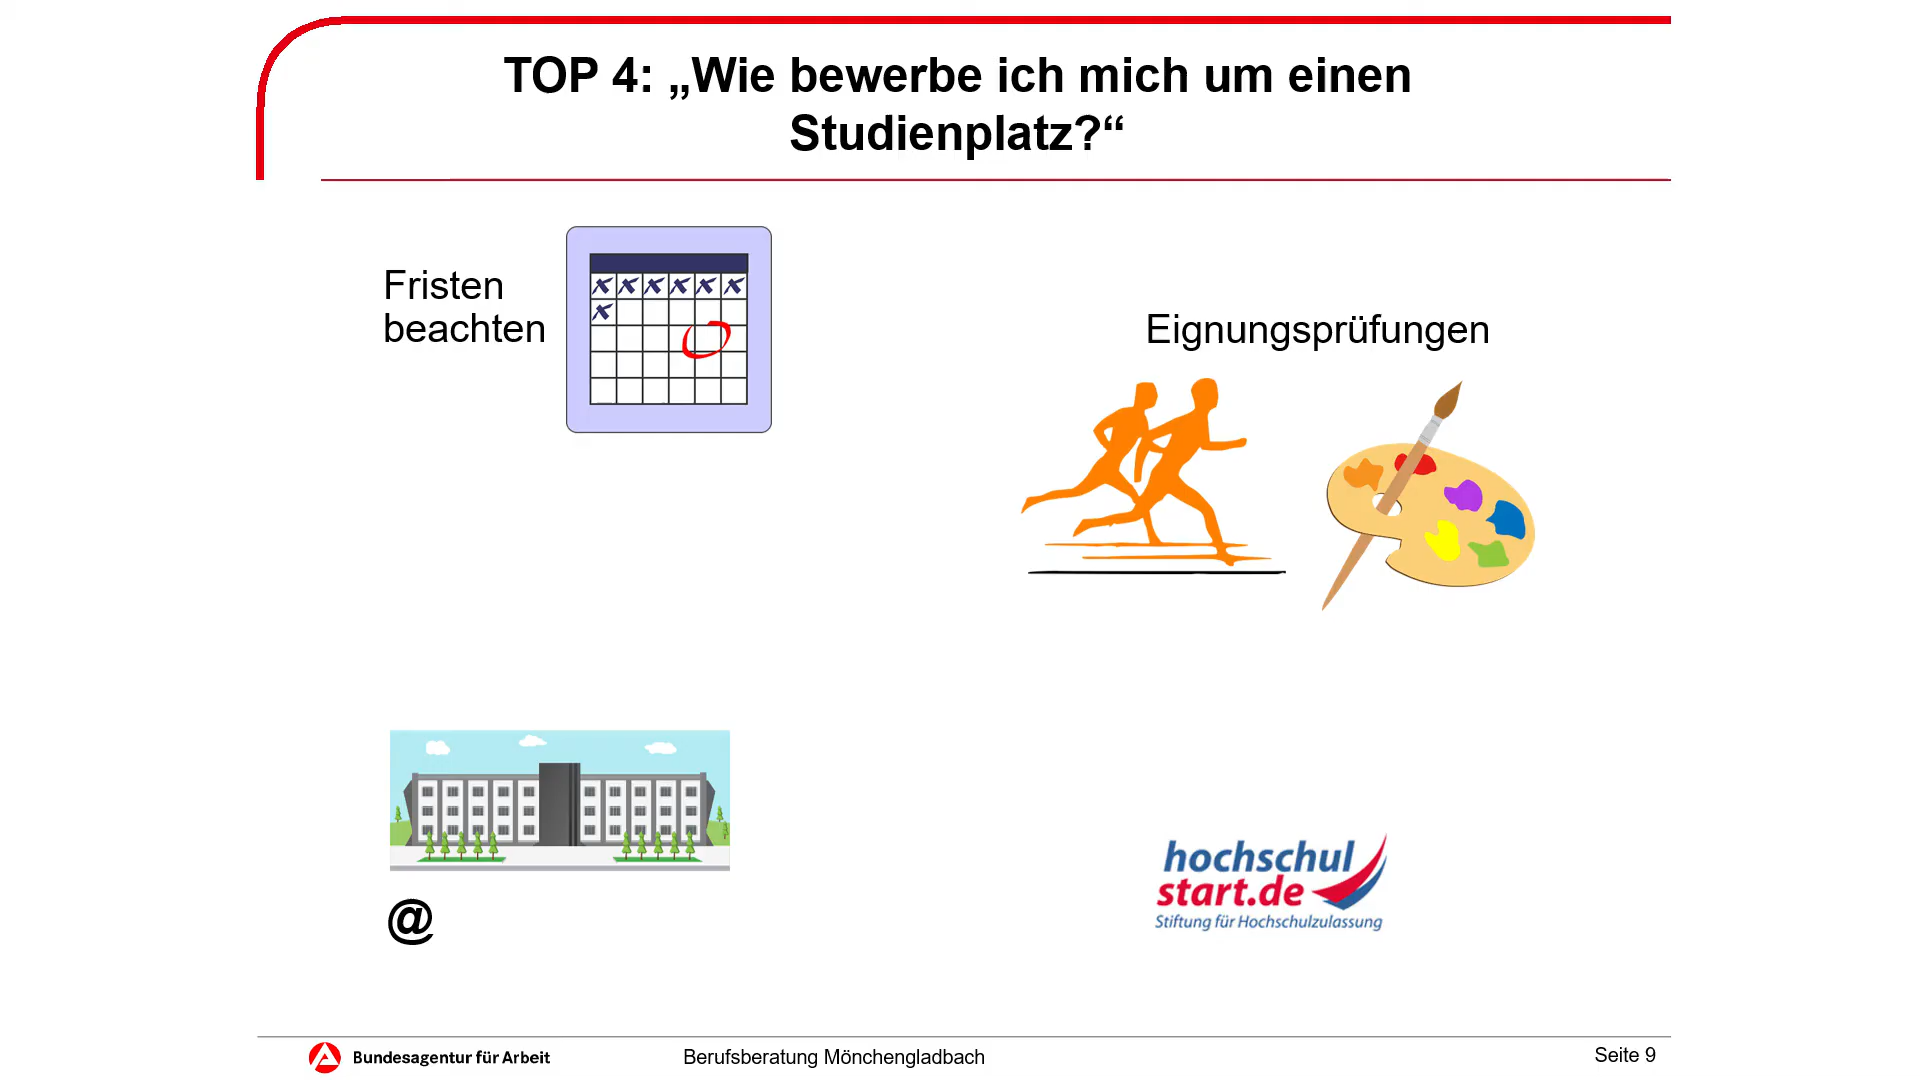 TOP 4: „Wie bewerbe ich mich um einen
Studienplatz?“
Fristen
beachten
Eignungsprüfungen
@
hochschul
start.de
Stiftung für Hochschulzulassung
Bundesagentur für Arbeit
Berufsberatung Mönchengladbach
Seite 9